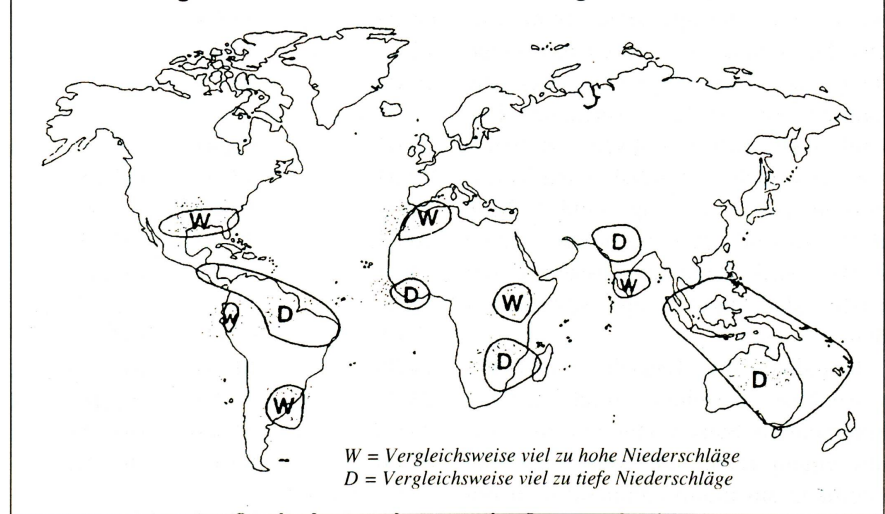 W
W
D
W
D
D
W
W
D
W
D
D
W
W = Vergleichsweise viel zu hohe Niederschläge
D = Vergleichsweise viel zu tiefe Niederschläge